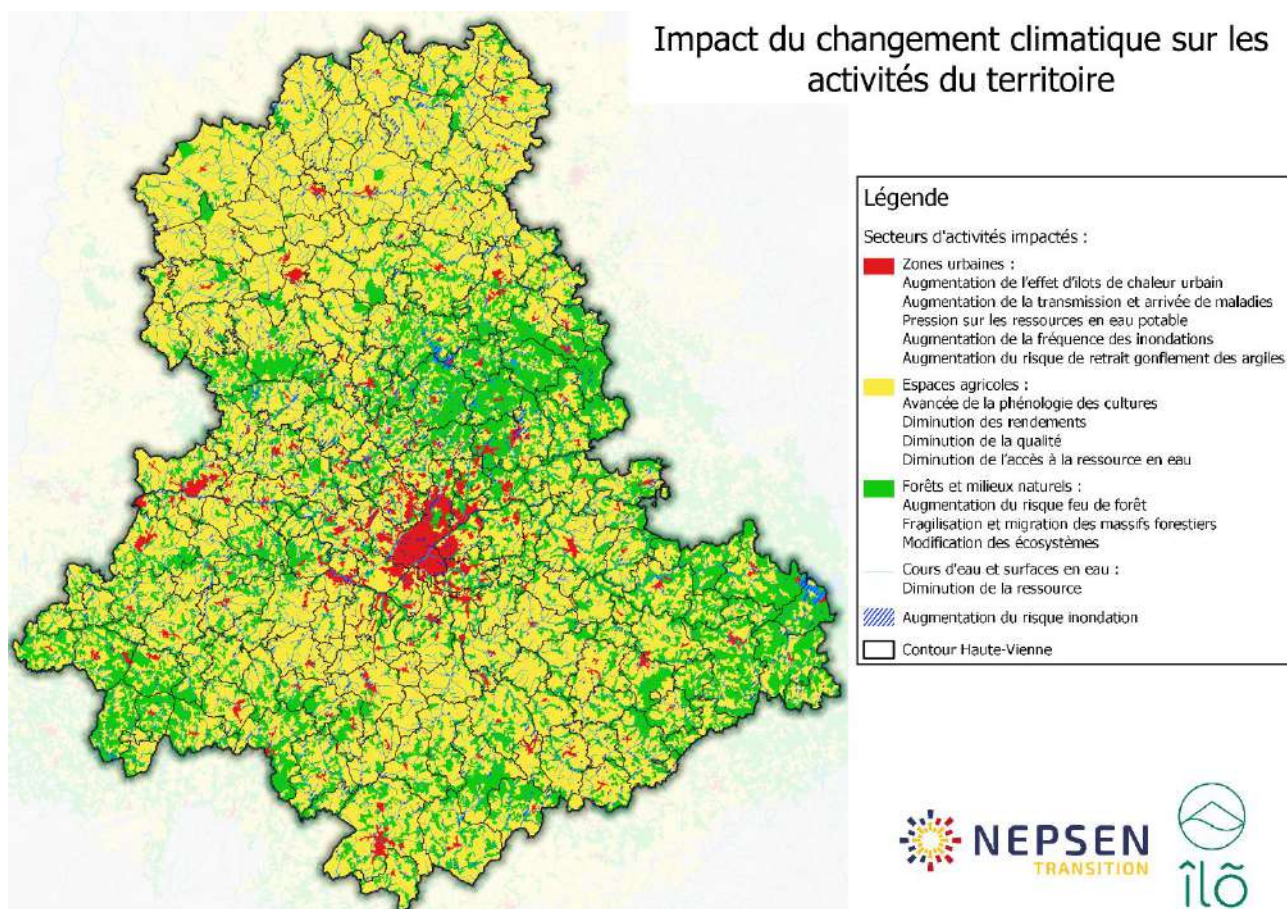 Impact du changement climatique sur les
activités du territoire
Légende
Secteurs d'activités impactés :
Zones urbaines :
Augmentation de l'effet d'ilots de chaleur urbain
Augmentation de la transmission et arrivée de maladies
Pression sur les ressources en eau potable
Augmentation de la fréquence des inondations
Augmentation du risque de retrait gonflement des argiles
Espaces agricoles :
Avancée de la phénologie des cultures
Diminution des rendements
Diminution de la qualité
Diminution de l'accès à la ressource en eau
Forêts et milieux naturels :
Augmentation du risque feu de forêt
Fragilisation et migration des massifs forestiers
Modification des écosystèmes
Cours d'eau et surfaces en eau :
Diminution de la ressource
Augmentation du risque inondation
Contour Haute-Vienne
NEPSEN
TRANSITION
îlõ